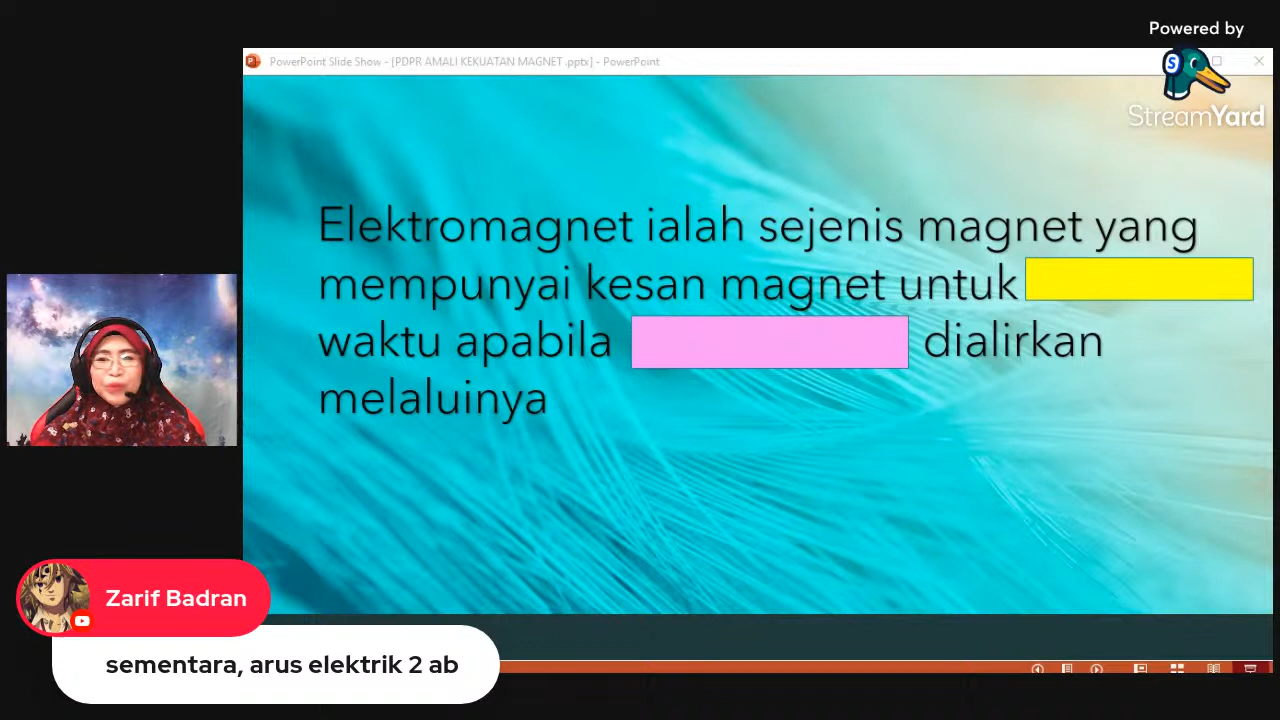 Powered by
PowerPoint Slide Show - [PDPR AMALI KEKUATAN MAGNET .pptx] - PowerPoint
StreamYard
Elektromagnet ialah sejenis magnet yang
mempunyai kesan magnet untuk
waktu apabila dialirkan
melaluinya
Zarif Badran
sementara, arus elektrik 2 ab